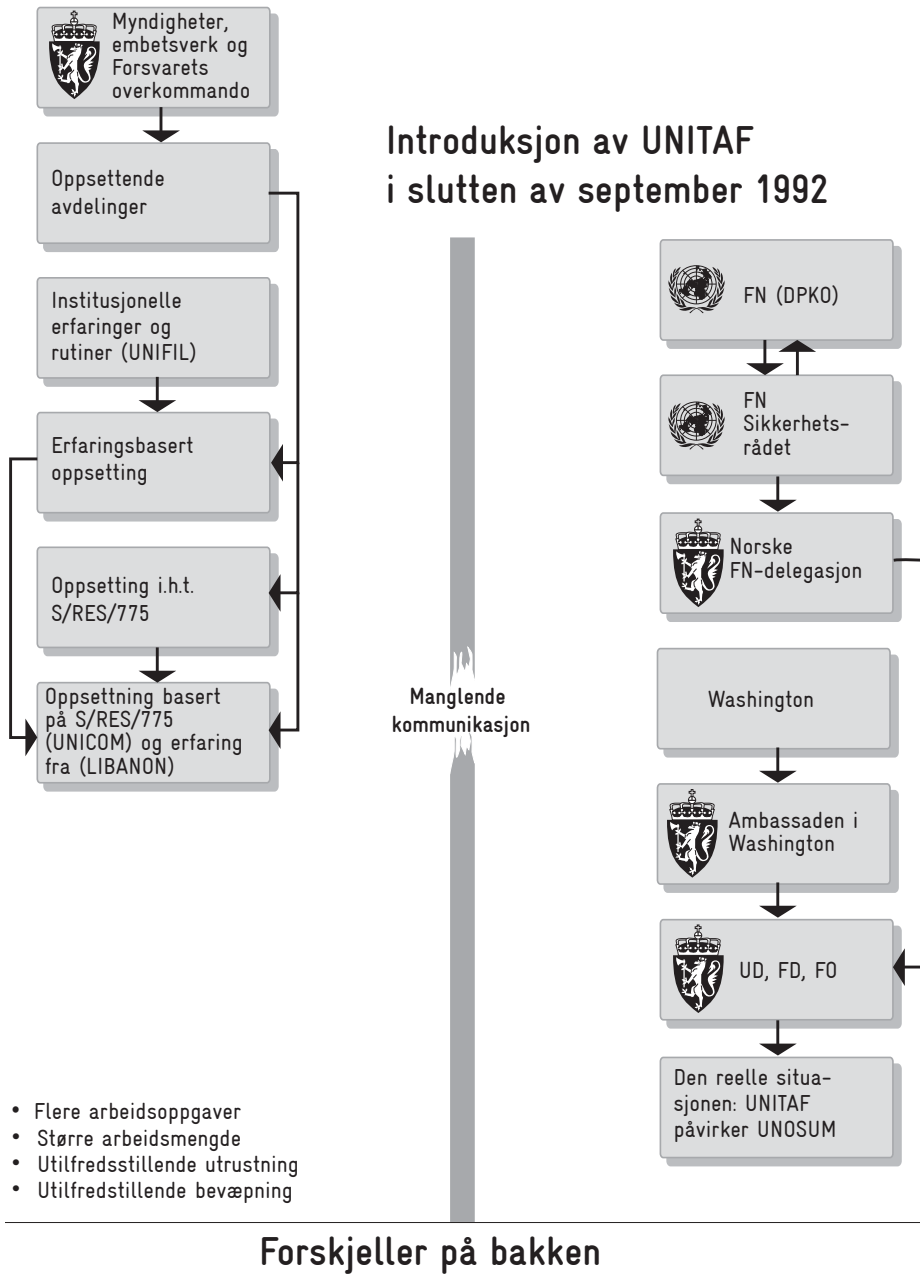 Myndigheter,
embetsverk og
Forsvarets
overkommando
Oppsettende
avdelinger
Institusjonelle
erfaringer og
rutiner (UNIFIL)
Erfaringsbasert
oppsetting
Oppsetting i.h.t.
S/RES/775
Oppsettning basert
på S/RES/775
(UNICOM) og erfaring
fra (LIBANON)
Introduksjon av UNITAF
i slutten av september 1992
Manglende
kommunikasjon
FN (DPKO)
FN
Sikkerhets-
rådet
Norske
FN-delegasjon
Washington
Ambassaden i
Washington
UD, FD, FO
Den reelle situa-
sjonen: UNITAF
påvirker UNOSUM
• Flere arbeidsoppgaver
• Større arbeidsmengde
• Utilfredsstillende utrustning
• Utilfredstillende bevæpning
Forskjeller på bakken